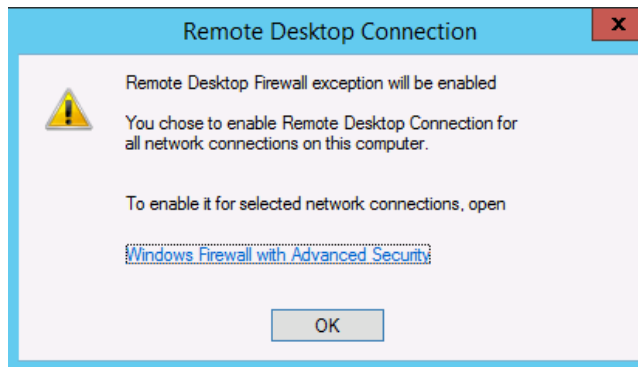 Remote Desktop Connection
x
Remote Desktop Firewall exception will be enabled
You chose to enable Remote Desktop Connection for
all network connections on this computer.
To enable it for selected network connections, open
Windows Firewall with Advanced Security
OK